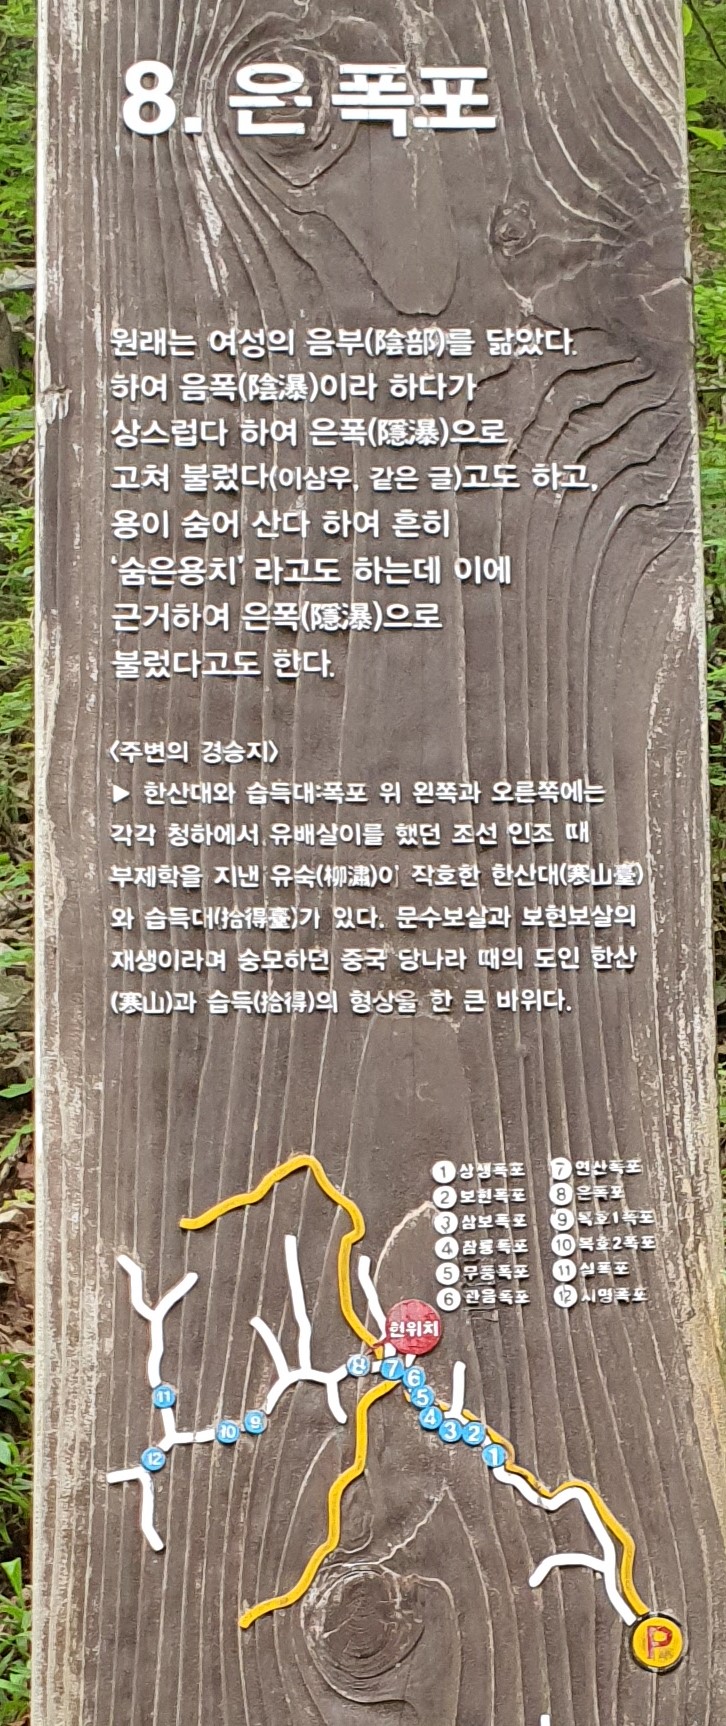 8. 은폭포
원래는 여성의 음부(陰部)를 닮았다.
하여 음폭(陰瀑)이라 하다가
상스럽다 하여 은폭(隱瀑)으로
고쳐 불렀다(이삼우, 같은 글)고도 하고,
용이 숨어 산다 하여 흔히
'숨은용치' 라고도 하는데 이에
근거하여 은폭(隱瀑)으로
불렀다고도 한다.
<주변의 경승지>
▶ 한산대와 습득대:폭포 위 왼쪽과 오른쪽에는
각각 청하에서 유배살이를 했던 조선 인조 때
부제학을 지낸 유숙(柳潚)이 작호한 한산대(寒山臺)
와 습득대(拾得臺)가 있다. 문수보살과 보현보살의
재생이라며 숭모하던 중국 당나라 때의 도인 한산
(寒山)과 습득(拾得)의 형상을 한 큰 바위다.
1 상생폭포
2 보현폭포
3 삼보폭포
4 잠룡폭포
5 무풍폭포
6 관음폭포
7 연산폭포
8 은폭포
9 복호1폭포
10 복호2폭포
11 실폭포
12 시명폭포
현위치
8 7 6
5
11
4
10 9 3 2
12 1
P